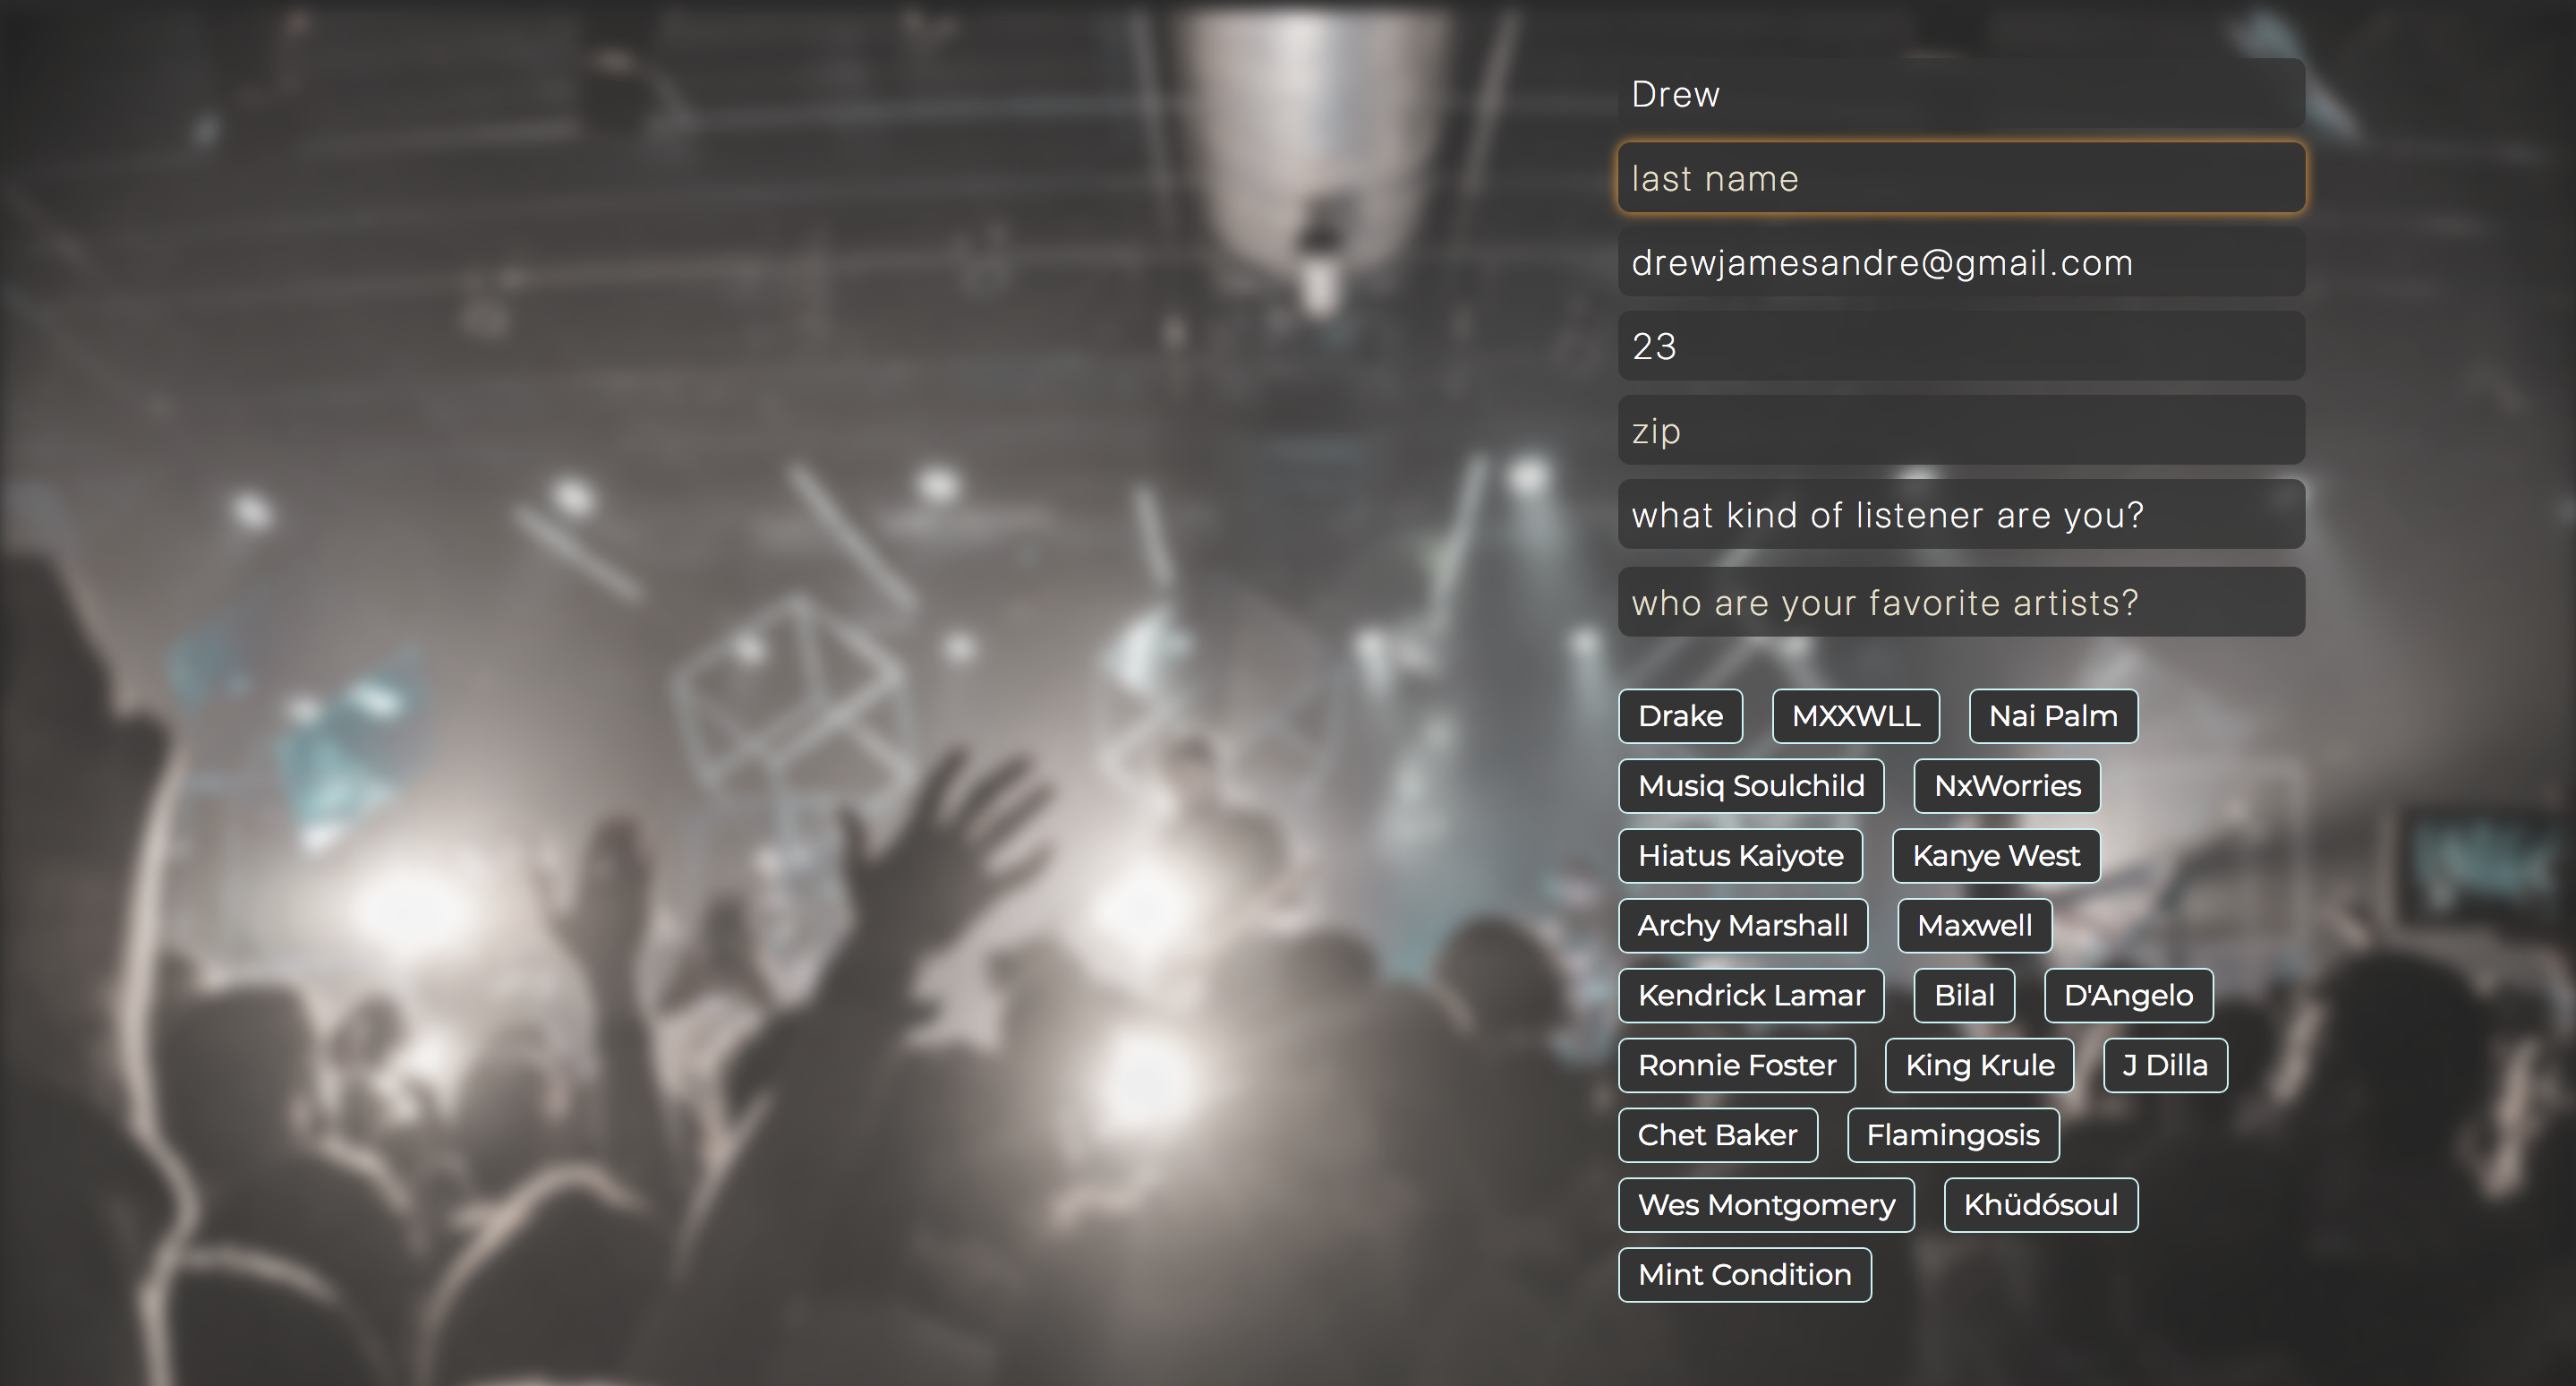 Drew
last name
drewjamesandre@gmail.com
23
zip
what kind of listener are you?
who are your favorite artists?
Drake MXXWLL Nai Palm
Musiq Soulchild NxWorries
Hiatus Kaiyote Kanye West
Archy Marshall Maxwell
Kendrick Lamar Bilal D'Angelo
Ronnie Foster King Krule J Dilla
Chet Baker Flamingosis
Wes Montgomery Khüdósoul
Mint Condition